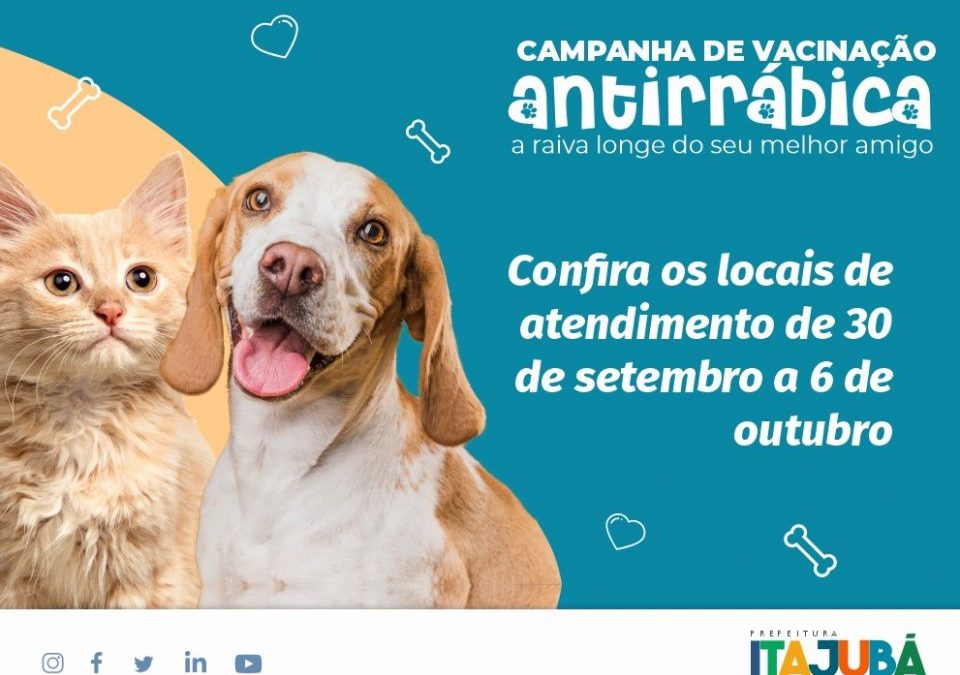 CAMPANHA DE VACINAÇÃO
antirrábica
a raiva longe do seu melhor amigo
Confira os locais de
atendimento de 30
de setembro a 6 de
outubro
PREFEITURA
ITAJUBÁ